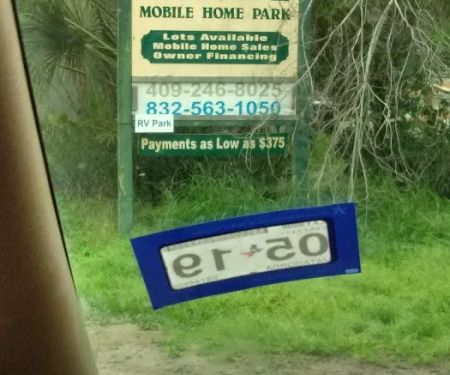 MOBILE HOME PARK
Lots Available
Mobile Home Sales
Owner Financing
409-246-8025
832-563-1050
RV Park
Payments as Low as $375
05 19